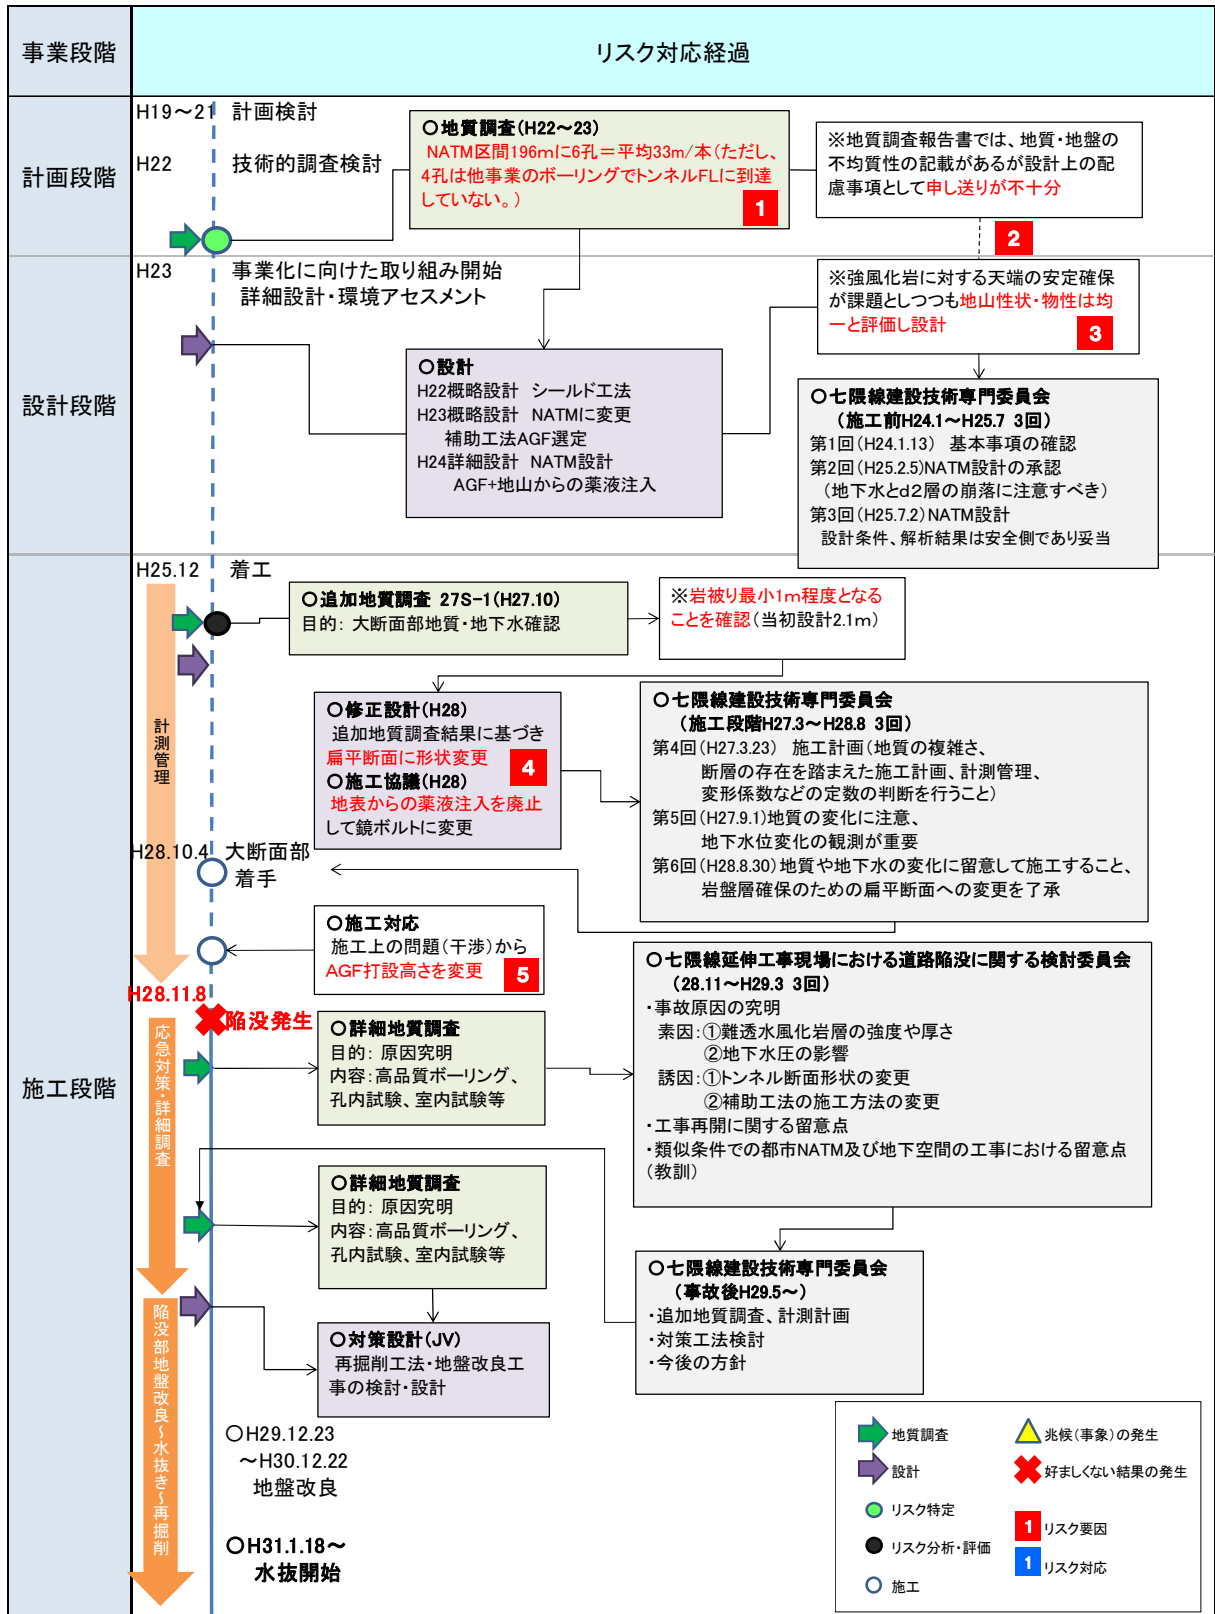 事業段階
リスク対応経過
計画段階
H19～21 計画検討
H22 技術的調査検討
○地質調査(H22～23)
NATM区間196mに6孔＝平均33m/本(ただし、
4孔は他事業のボーリングでトンネルFLに到達
していない。)
1
※地質調査報告書では、地質・地盤の
不均質性の記載があるが設計上の配
慮事項として申し送りが不十分
2
設計段階
H23 事業化に向けた取り組み開始
詳細設計・環境アセスメント
※強風化岩に対する天端の安定確保
が課題としつつも地山性状・物性は均
一と評価し設計
3
○設計
H22概略設計 シールド工法
H23概略設計 NATMに変更
補助工法AGF選定
H24詳細設計 NATM設計
AGF+地山からの薬液注入
○七隈線建設技術専門委員会
(施工前H24.1～H25.7 3回)
第1回(H24.1.13) 基本事項の確認
第2回(H25.2.5)NATM設計の承認
(地下水とd2層の崩落に注意すべき)
第3回(H25.7.2)NATM設計
設計条件、解析結果は安全側であり妥当
施工段階
H25.12 着工
計測管理
○追加地質調査 27S-1(H27.10)
目的: 大断面部地質・地下水確認
※岩被り最小1m程度となる
ことを確認(当初設計2.1m)
○修正設計(H28)
追加地質調査結果に基づき
扁平断面に形状変更
○施工協議(H28)
地表からの薬液注入を廃止
して鏡ボルトに変更
4
○七隈線建設技術専門委員会
(施工段階H27.3～H28.8 3回)
第4回(H27.3.23) 施工計画(地質の複雑さ、
断層の存在を踏まえた施工計画、計測管理、
変形係数などの定数の判断を行うこと)
第5回(H27.9.1)地質の変化に注意、
地下水位変化の観測が重要
第6回(H28.8.30)地質や地下水の変化に留意して施工すること、
岩盤層確保のための扁平断面への変更を了承
H28.10.4 大断面部
着手
○施工対応
施工上の問題(干渉)から
AGF打設高さを変更
5
H28.11.8
陥没発生
応急対策・詳細調査
○詳細地質調査
目的: 原因究明
内容:高品質ボーリング、
孔内試験、室内試験等
○七隈線延伸工事現場における道路陥没に関する検討委員会
(28.11～H29.3 3回)
・事故原因の究明
素因:①難透水風化岩層の強度や厚さ
②地下水圧の影響
誘因:①トンネル断面形状の変更
②補助工法の施工方法の変更
・工事再開に関する留意点
・類似条件での都市NATM及び地下空間の工事における留意点
(教訓)
○詳細地質調査
目的: 原因究明
内容:高品質ボーリング、
孔内試験、室内試験等
○七隈線建設技術専門委員会
(事故後H29.5～)
・追加地質調査、計測計画
・対策工法検討
・今後の方針
陥没部地盤改良～水抜き～再掘削
○対策設計(JV)
再掘削工法・地盤改良工
事の検討・設計
○H29.12.23
～H30.12.22
地盤改良
○H31.1.18～
水抜開始
地質調査
設計
リスク特定
リスク分析・評価
施工
兆候(事象)の発生
好ましくない結果の発生
1 リスク要因
1 リスク対応